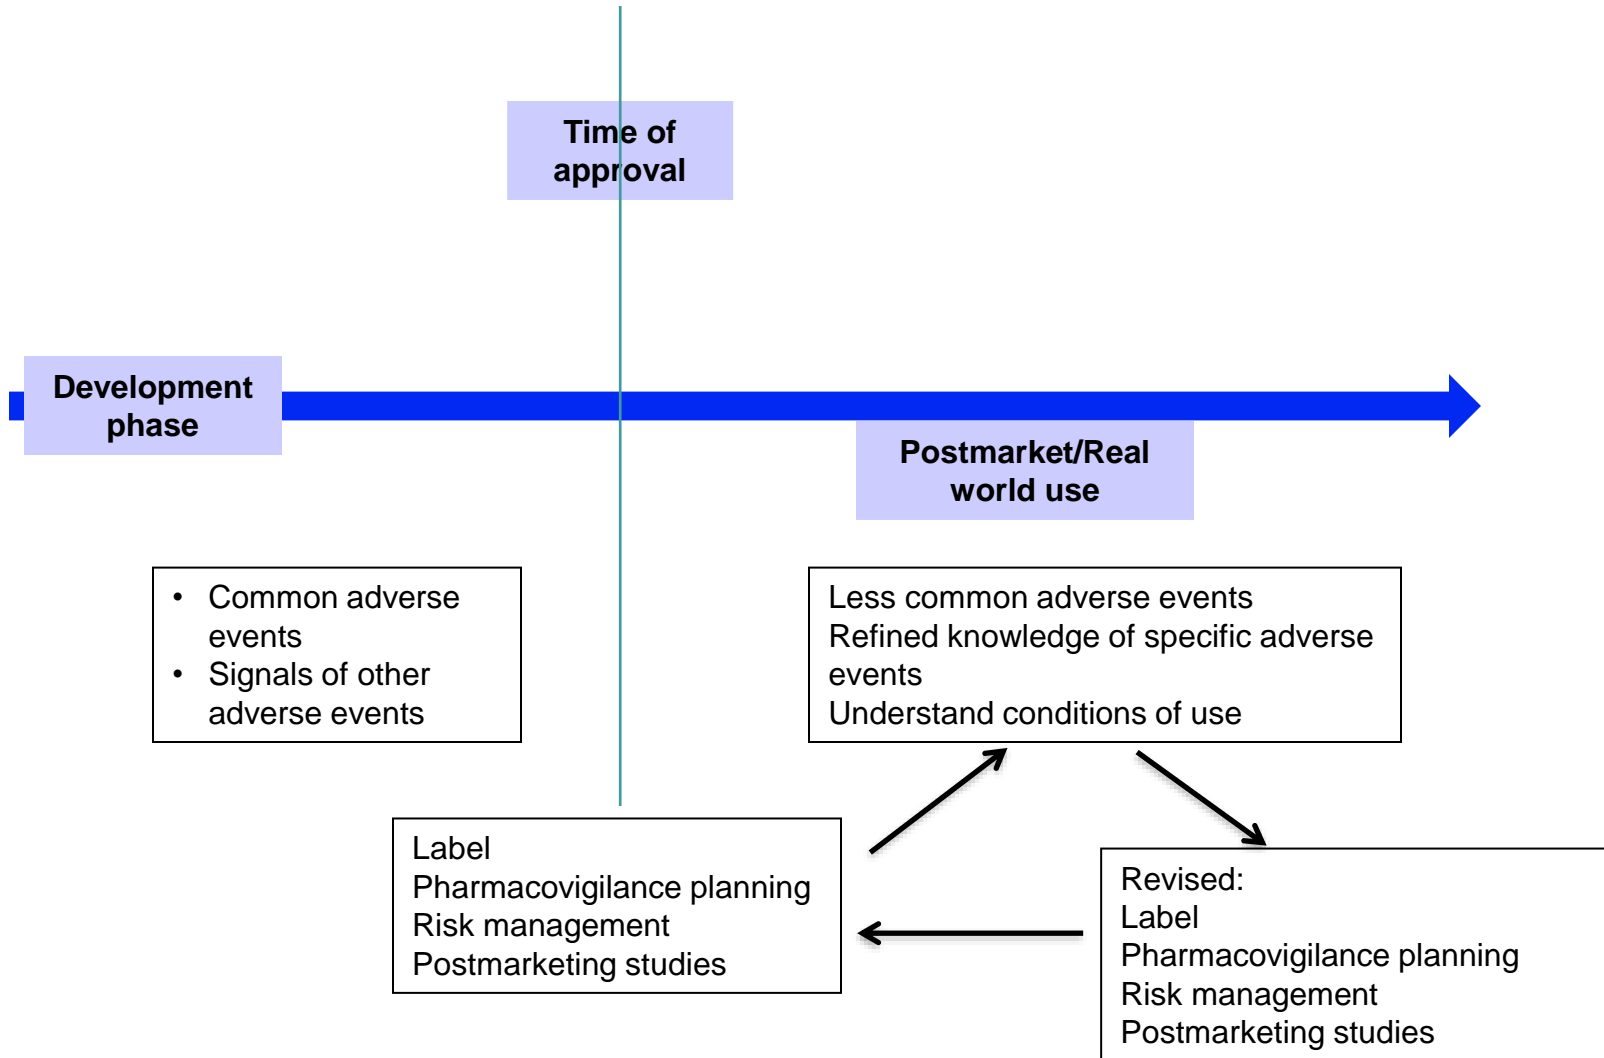 Time of
approval
Development
phase
Postmarket/Real
world use
• Common adverse
events
• Signals of other
adverse events
Less common adverse events
Refined knowledge of specific adverse
events
Understand conditions of use
Label
Pharmacovigilance planning
Risk management
Postmarketing studies
Revised:
Label
Pharmacovigilance planning
Risk management
Postmarketing studies